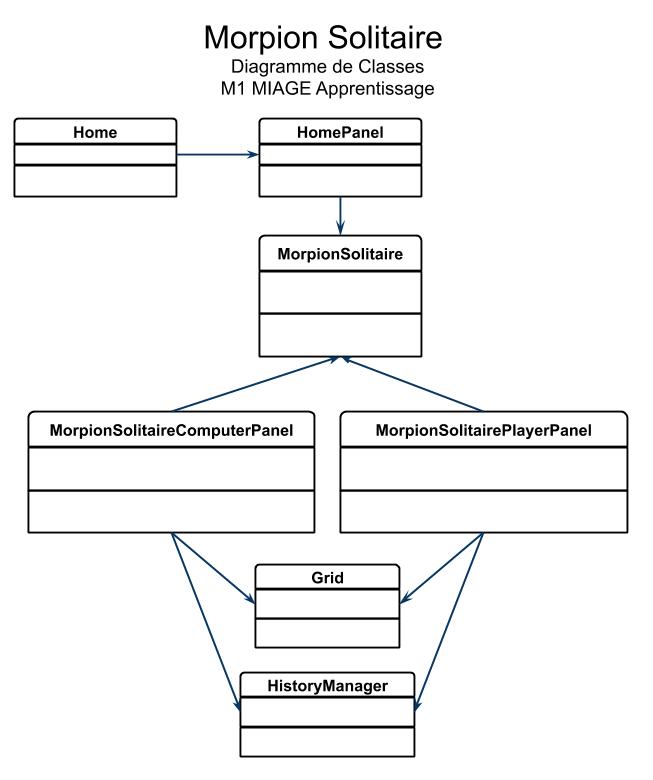 Morpion Solitaire
Diagramme de Classes
M1 MIAGE Apprentissage
Home
HomePanel
MorpionSolitaire
MorpionSolitaireComputerPanel
MorpionSolitairePlayerPanel
Grid
HistoryManager